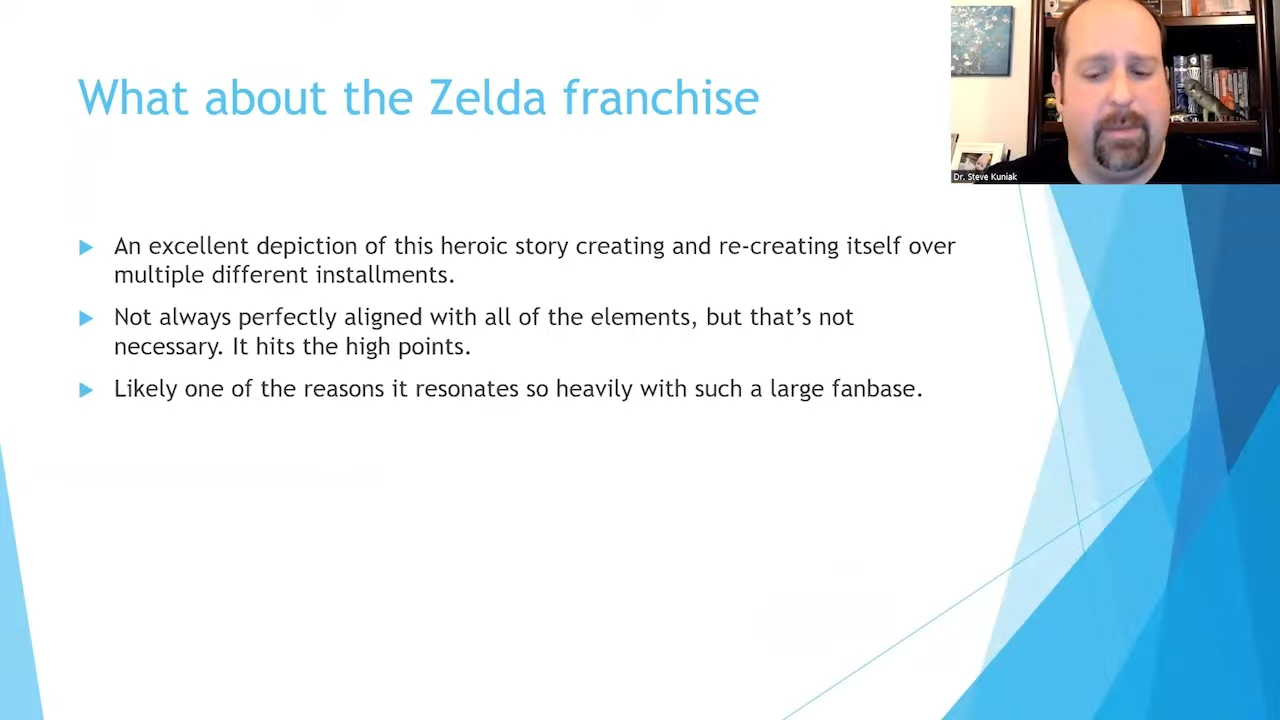 What about the Zelda franchise
Dr. Steve Kuniak
An excellent depiction of this heroic story creating and re-creating itself over
multiple different installments.
Not always perfectly aligned with all of the elements, but that’s not
necessary. It hits the high points.
Likely one of the reasons it resonates so heavily with such a large fanbase.